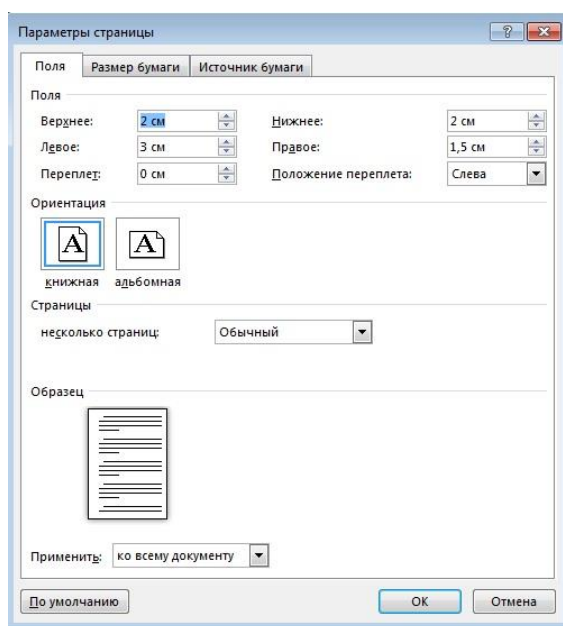 Параметры страницы
Поля Размер бумаги Источник бумаги
Поля
Верхнее: 2 см Нижнее: 2 см
Левое: 3 см Правое: 1,5 см
Переплет: 0 см Положение переплета: Слева
Ориентация
A A
книжная альбомная
Страницы
несколько страниц: Обычный
Образец
Применить: ко всему документу
По умолчанию ОК Отмена